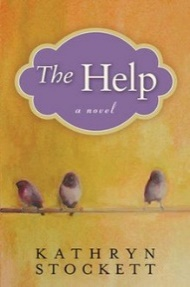 The Help
a novel
KATHRYN
STOCKETT